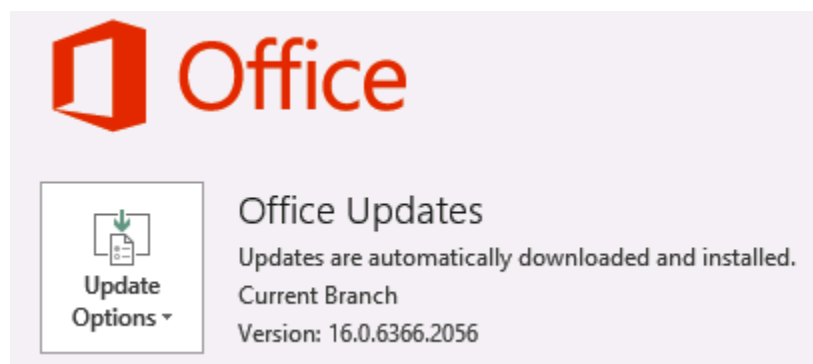 Office
Office Updates
Updates are automatically downloaded and installed.
Current Branch
Version: 16.0.6366.2056
Update
Options